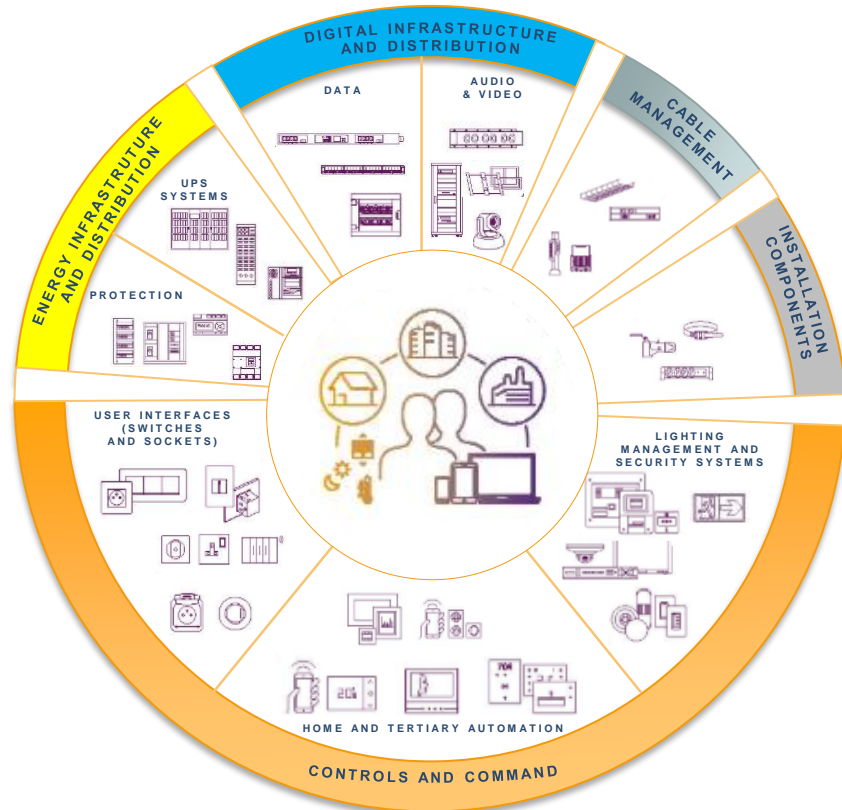 DIGITAL INFRASTRUCTURE
AND DISTRIBUTION
DATA
AUDIO
& VIDEO
CABLE
MANAGEMENT
ENERGY INFRASTRUTURE
AND DISTRIBUTION
UPS
SYSTEMS
PROTECTION
INSTALLATION
COMPONENTS
USER INTERFACES
(SWITCHES
AND SOCKETS)
LIGHTING
MANAGEMENT AND
SECURITY SYSTEMS
HOME AND TERTIARY AUTOMATION
CONTROLS AND COMMAND